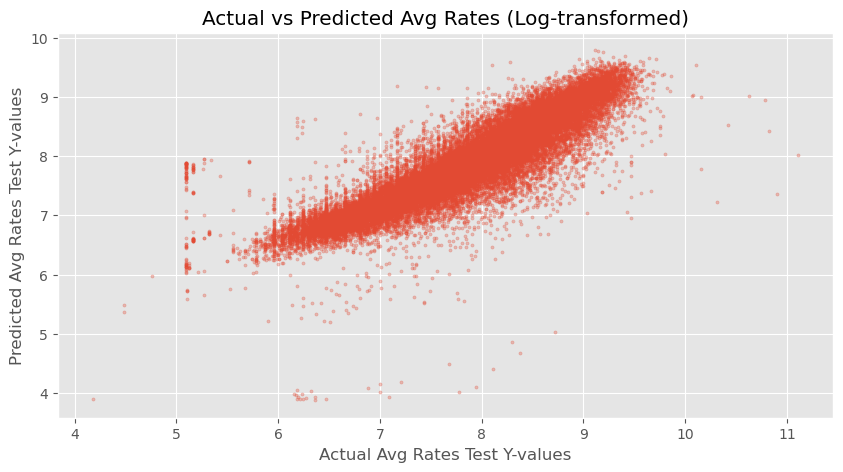 Actual vs Predicted Avg Rates (Log-transformed)
Predicted Avg Rates Test Y-values
10
9
8
7
6
5
4
4 5 6 7 8 9 10 11
Actual Avg Rates Test Y-values